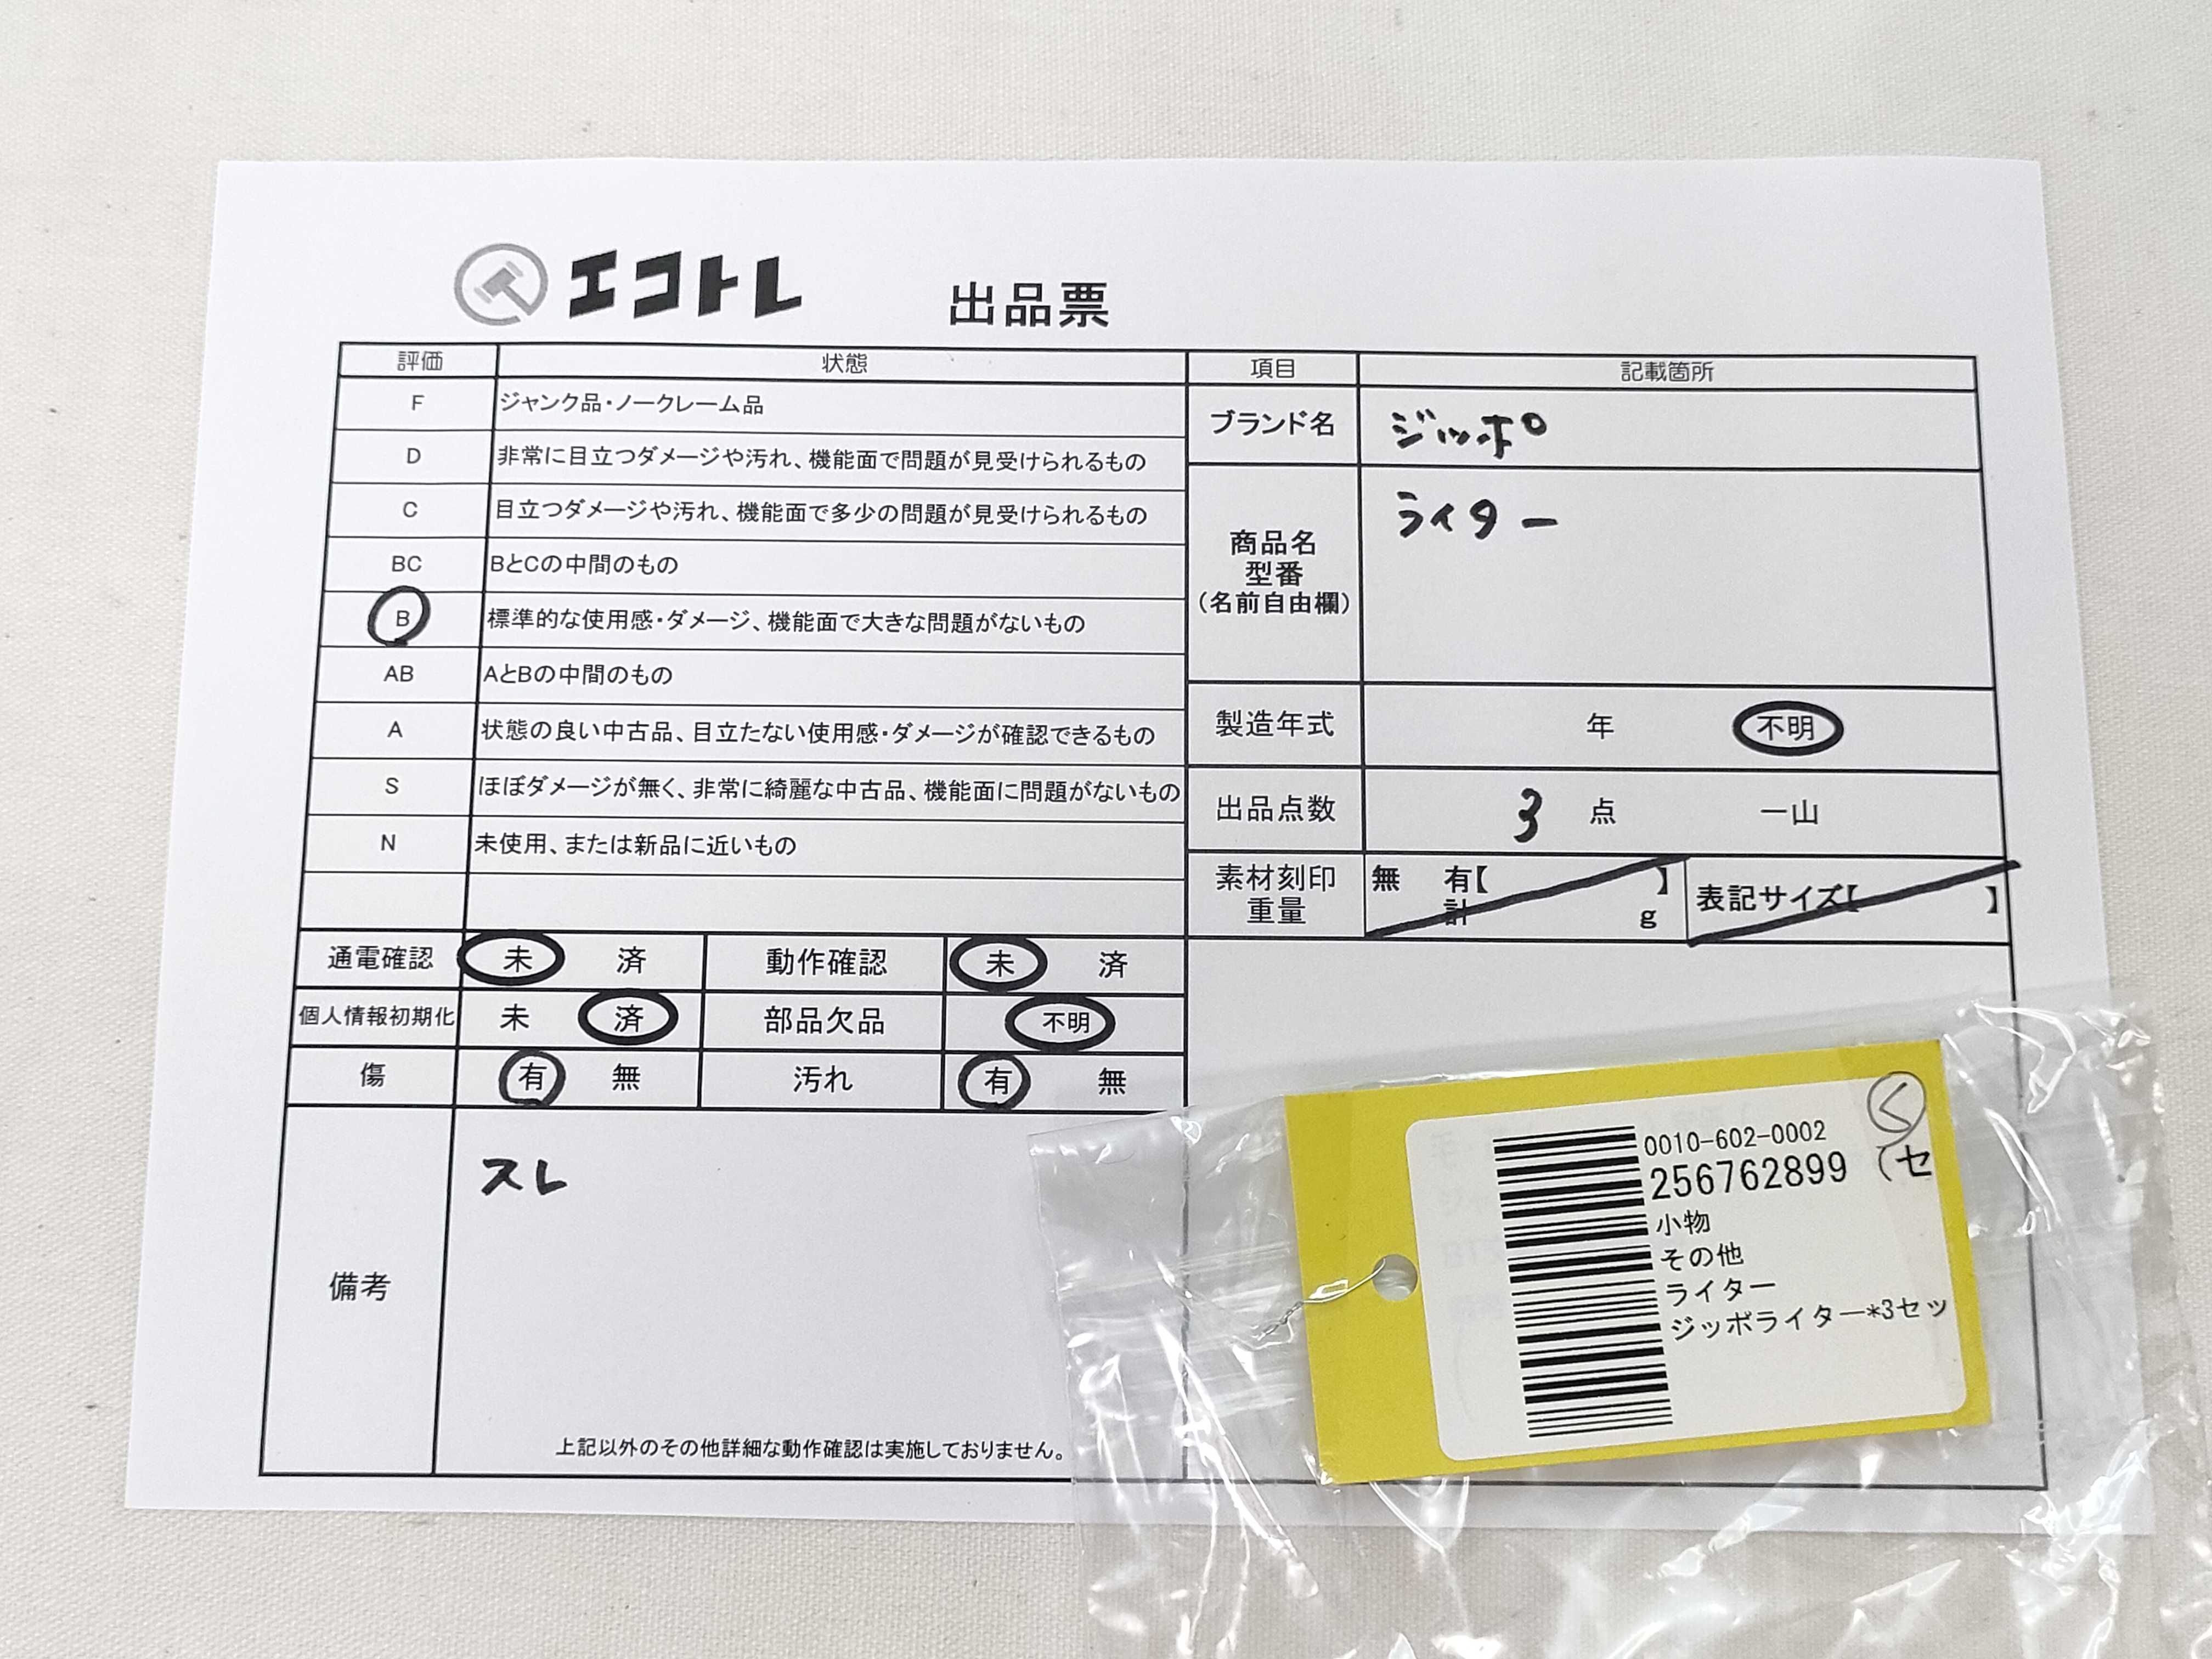 エコトレ 出品票
評価 状態 項目 記載箇所
F ジャンク品・ノークレーム品
D 非常に目立つダメージや汚れ、機能面で問題が見受けられるもの
C 目立つダメージや汚れ、機能面で多少の問題が見受けられるもの
BC BとCの中間のもの
B 標準的な使用感・ダメージ、機能面で大きな問題がないもの
AB AとBの中間のもの
A 状態の良い中古品、目立たない使用感・ダメージが確認できるもの
S ほぼダメージが無く、非常に綺麗な中古品、機能面に問題がないもの
N 未使用、または新品に近いもの
ブランド名 ジッポ
商品名
型番
(名前自由欄)
ライター
製造年式 年 不明
出品点数 3 点 一山
素材刻印
重量
無 有【 】
計 g
表記サイズ【 】
通電確認 未 済 動作確認 未 済
個人情報初期化 未 済 部品欠品 不明
傷 有 無 汚れ 有 無
備考
スレ
上記以外のその他詳細な動作確認は実施しておりません。
く
0010-602-0002
256762899 (セ
小物
その他
ライター
ジッポライター*3セッ